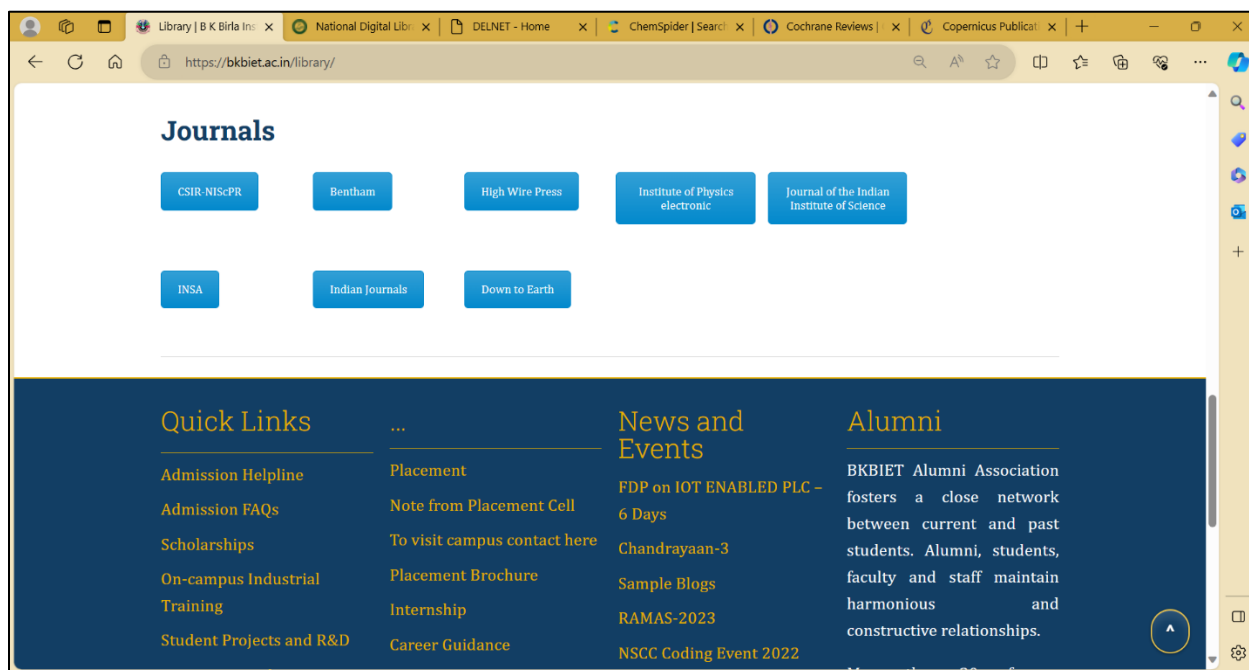 Library | B K Birla Ins
National Digital Libr
DELNET - Home
ChemSpider | Search
Cochrane Reviews |
Copernicus Publicati
https://bkbiet.ac.in/library/
Journals
CSIR-NIScPR
Bentham
High Wire Press
Institute of Physics
electronic
Journal of the Indian
Institute of Science
INSA
Indian Journals
Down to Earth
Quick Links
Admission Helpline
Admission FAQs
Scholarships
On-campus Industrial
Training
Student Projects and R&D
...
Placement
Note from Placement Cell
To visit campus contact here
Placement Brochure
Internship
Career Guidance
News and
Events
FDP on IOT ENABLED PLC –
6 Days
Chandrayaan-3
Sample Blogs
RAMAS-2023
NSCC Coding Event 2022
Alumni
BKBIET Alumni Association
fosters a close network
between current and past
students. Alumni, students,
faculty and staff maintain
harmonious and
constructive relationships.